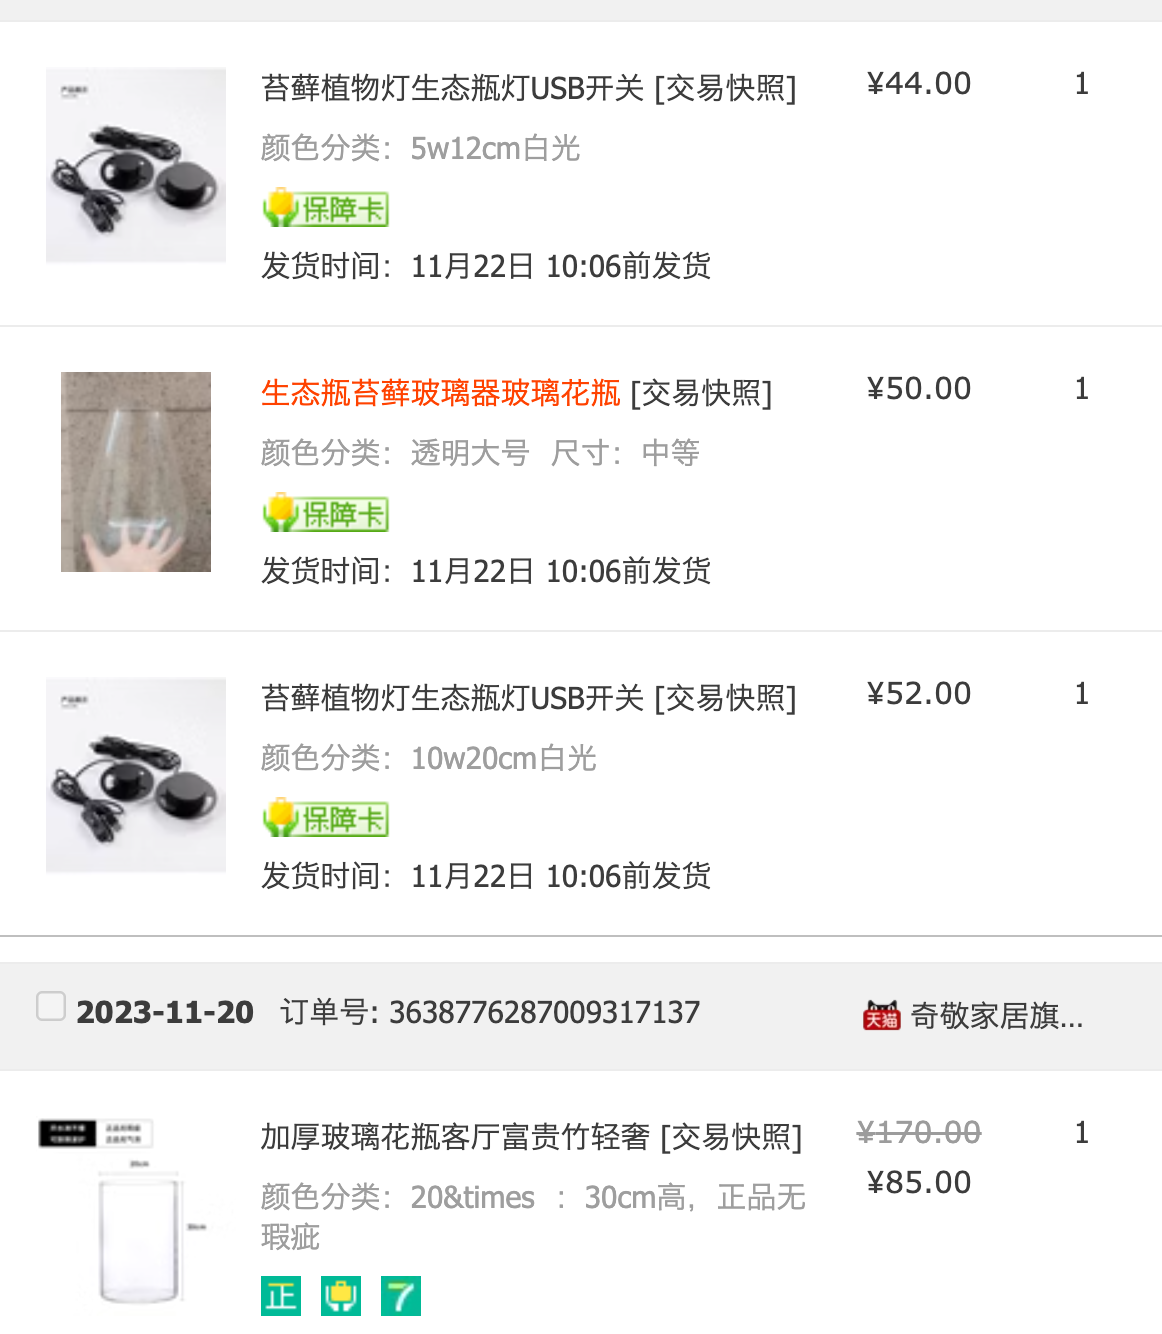 苔藓植物灯生态瓶灯USB开关 [交易快照]
¥44.00
1
颜色分类：5w12cm白光
保障卡
发货时间：11月22日 10:06前发货
生态瓶苔藓玻璃器玻璃花瓶 [交易快照]
¥50.00
1
颜色分类：透明大号 尺寸：中等
保障卡
发货时间：11月22日 10:06前发货
苔藓植物灯生态瓶灯USB开关 [交易快照]
¥52.00
1
颜色分类：10w20cm白光
保障卡
发货时间：11月22日 10:06前发货
2023-11-20 订单号: 3638776287009317137
天猫 奇敬家居旗...
加厚玻璃花瓶客厅富贵竹轻奢 [交易快照]
¥170.00
1
¥85.00
颜色分类：20&times ：30cm高，正品无
瑕疵
正
7